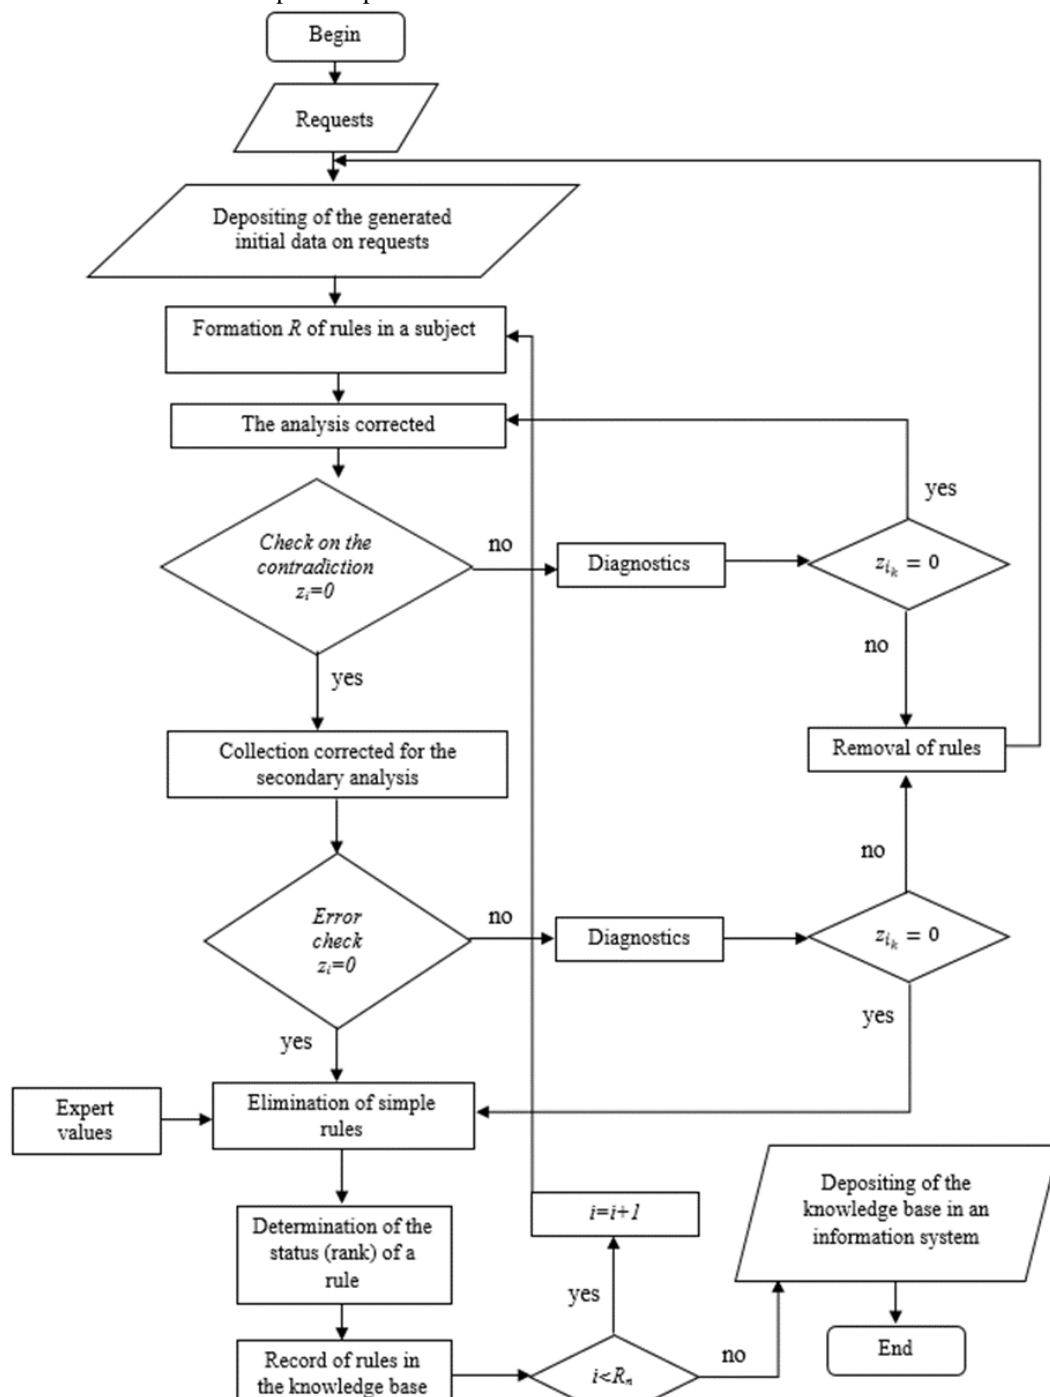 Begin
Requests
Depositing of the generated
initial data on requests
Formation R of rules in a subject
The analysis corrected
yes
Check on the
contradiction
zᵢ=0
no
Diagnostics
z_{i_k} = 0
no
yes
Collection corrected for the
secondary analysis
Removal of rules
no
Error
check
zᵢ=0
no
Diagnostics
z_{i_k} = 0
yes
yes
Expert
values
Elimination of simple
rules
Determination of the
status (rank) of a
rule
i=i+1
Depositing of the
knowledge base in an
information system
yes
Record of rules in
the knowledge base
i<Rₙ
no
End